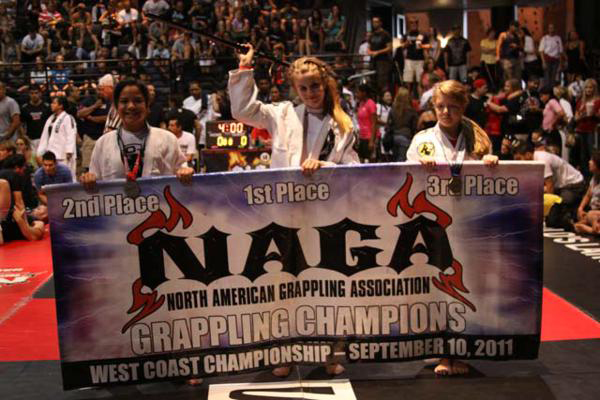 4:00
2nd Place
1st Place
3rd Place
NAGA
NORTH AMERICAN GRAPPLING ASSOCIATION
GRAPPLING CHAMPIONS
WEST COAST CHAMPIONSHIP - SEPTEMBER 10, 2011